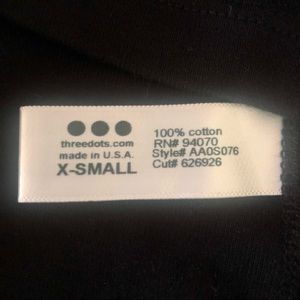 threedots.com
made in U.S.A.
X-SMALL
100% cotton
RN# 94070
Style# AA0S076
Cut# 626926